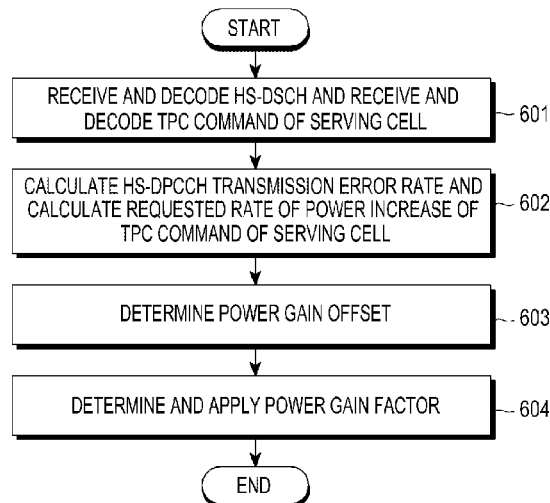 START
RECEIVE AND DECODE HS-DSCH AND RECEIVE AND
DECODE TPC COMMAND OF SERVING CELL
601
CALCULATE HS-DPCCH TRANSMISSION ERROR RATE AND
CALCULATE REQUESTED RATE OF POWER INCREASE OF
TPC COMMAND OF SERVING CELL
602
DETERMINE POWER GAIN OFFSET
603
DETERMINE AND APPLY POWER GAIN FACTOR
604
END